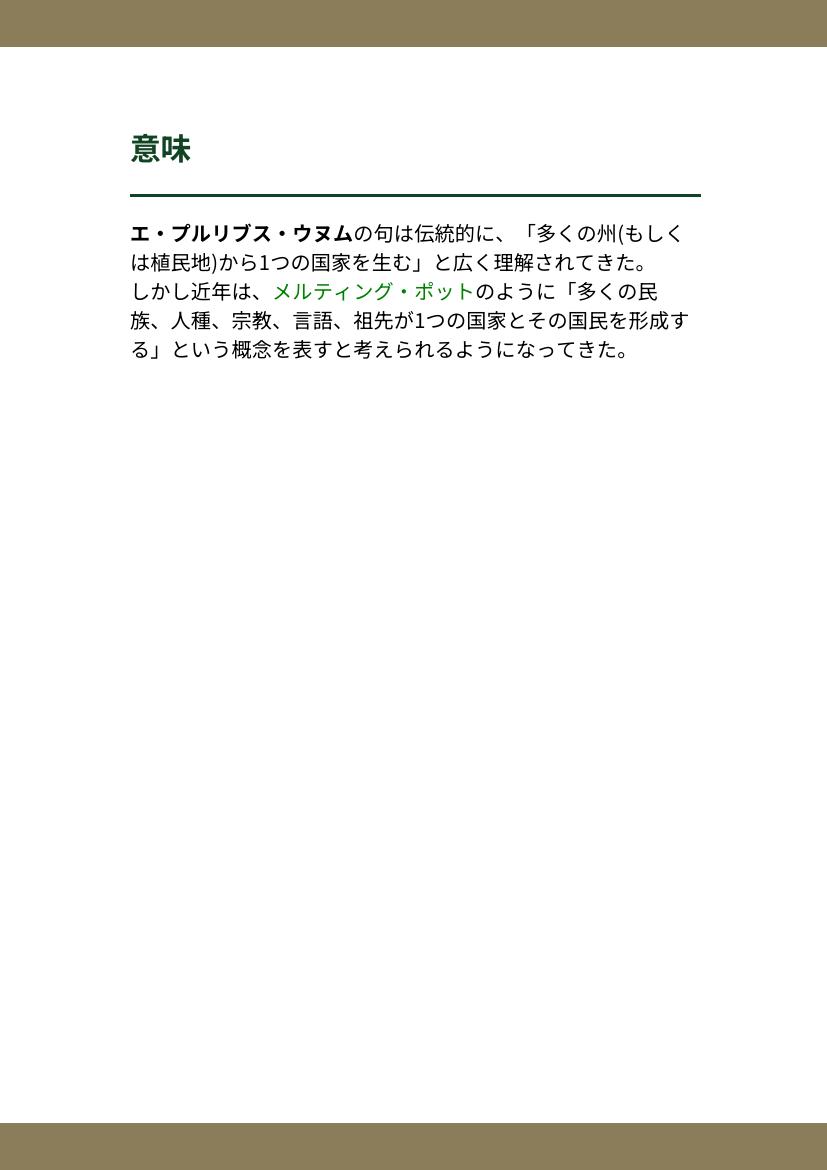 意味
エ・プルリブス・ウヌムの句は伝統的に、「多くの州(もしく
は植民地)から1つの国家を生む」と広く理解されてきた。
しかし近年は、メルティング・ポットのように「多くの民
族、人種、宗教、言語、祖先が1つの国家とその国民を形成す
る」という概念を表すと考えられるようになってきた。